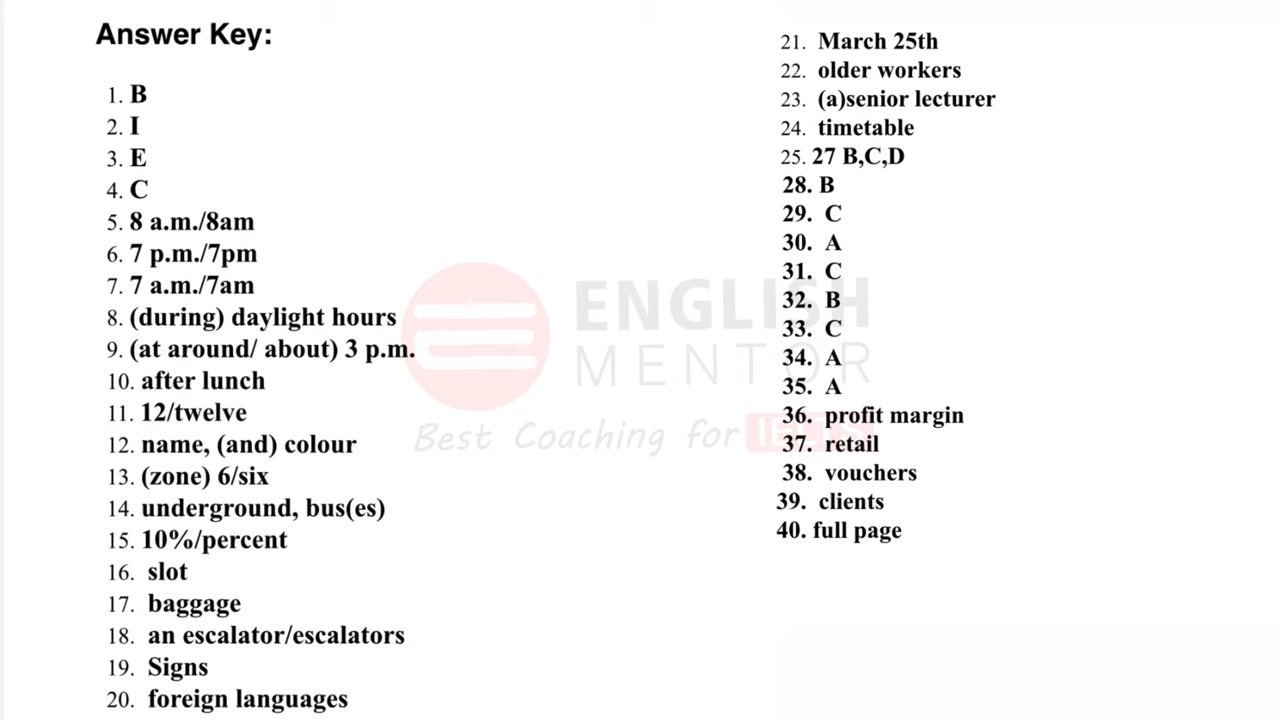 Answer Key:
1. B
2. I
3. E
4. C
5. 8 a.m./8am
6. 7 p.m./7pm
7. 7 a.m./7am
8. (during) daylight hours
9. (at around/ about) 3 p.m.
10. after lunch
11. 12/twelve
12. name, (and) colour
13. (zone) 6/six
14. underground, bus(es)
15. 10%/percent
16. slot
17. baggage
18. an escalator/escalators
19. Signs
20. foreign languages
21. March 25th
22. older workers
23. (a)senior lecturer
24. timetable
25. 27 B,C,D
28. B
29. C
30. A
31. C
32. B
33. C
34. A
35. A
36. profit margin
37. retail
38. vouchers
39. clients
40. full page
ENGLISH
MENTOR
Best Coaching for IELTS